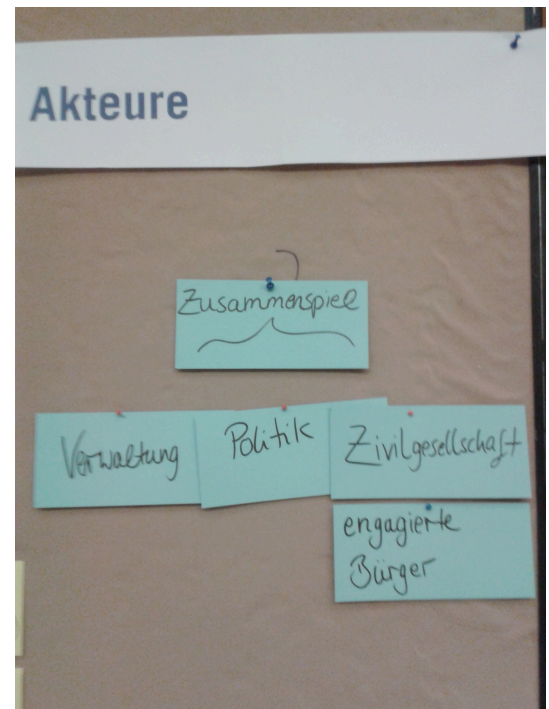 Akteure
Zusammenspiel
Verwaltung
Politik
Zivilgesellschaft
engagierte
Bürger